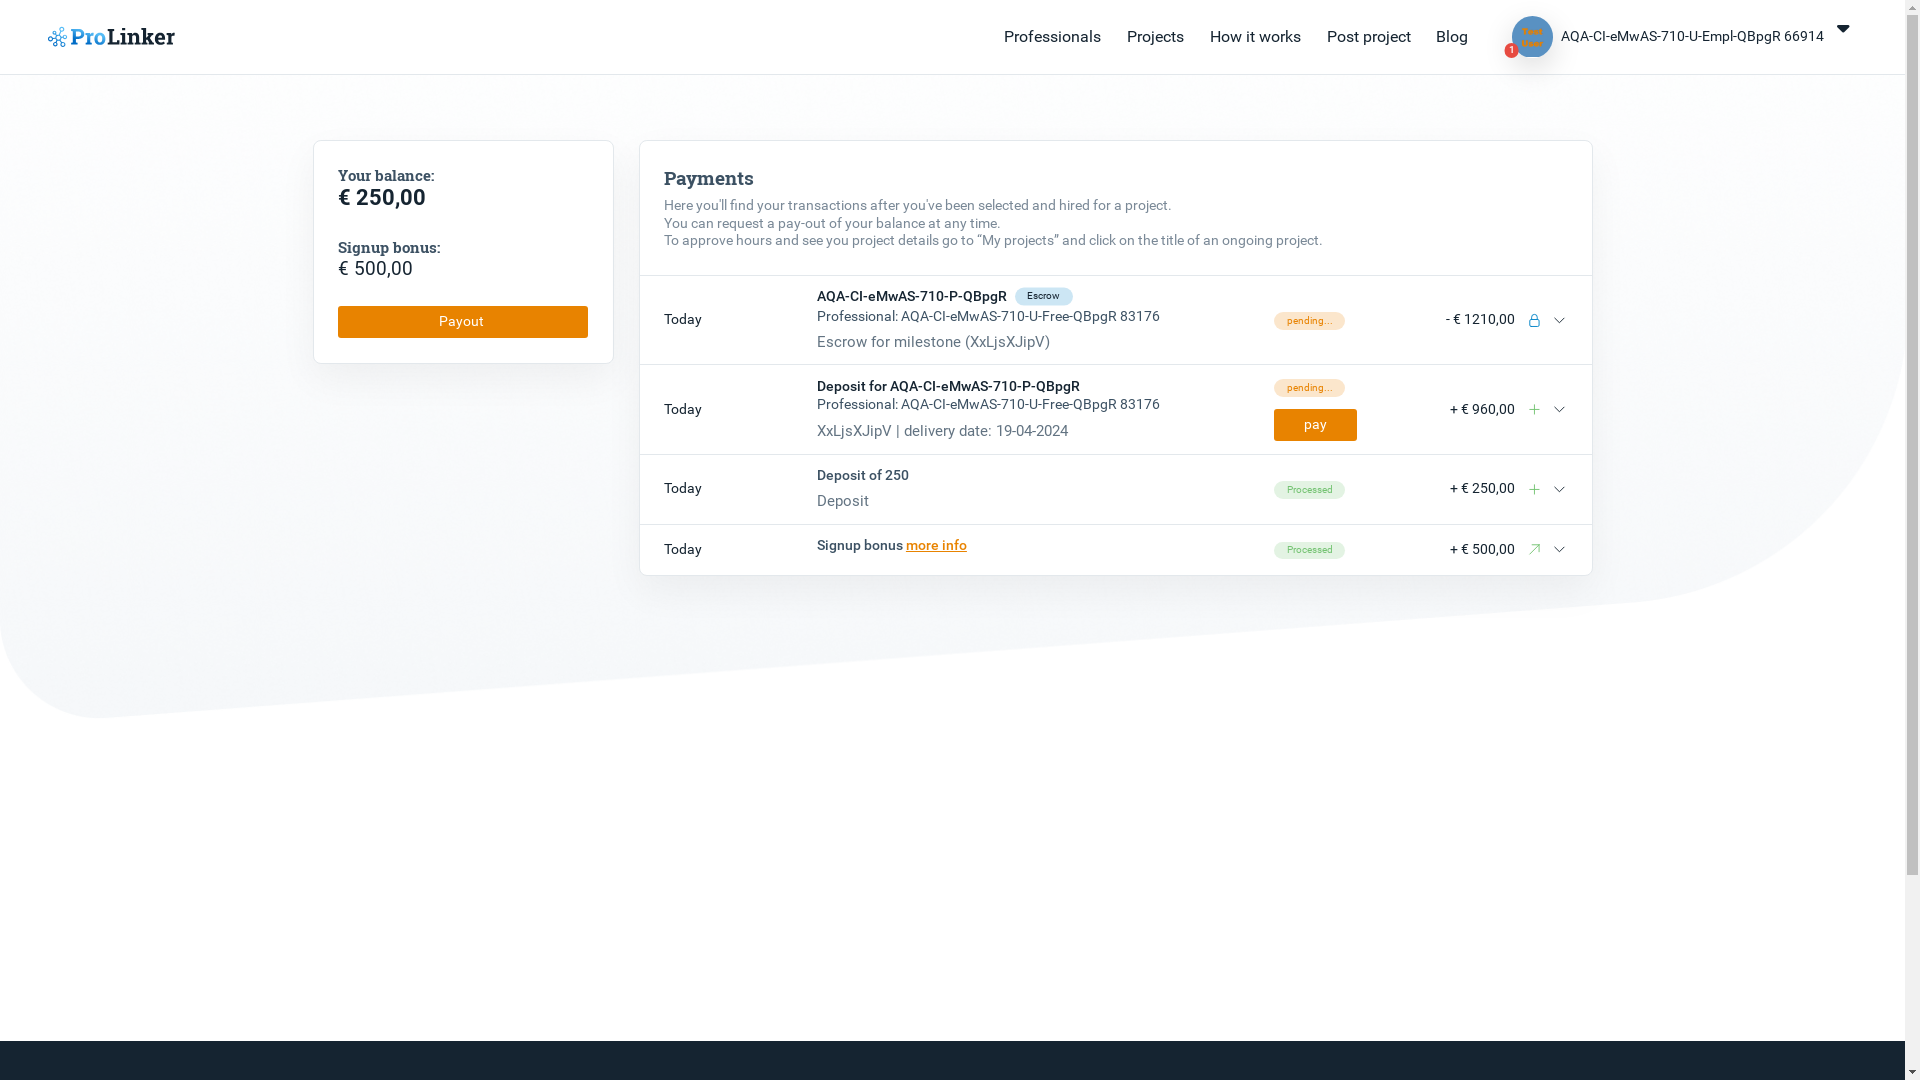 ProLinker
Professionals
Projects
How it works
Post project
Blog
Test
User
1
AQA-CI-eMwAS-710-U-Empl-QBpgR 66914
Your balance:
€ 250,00
Signup bonus:
€ 500,00
Payout
Payments
Here you'll find your transactions after you've been selected and hired for a project.
You can request a pay-out of your balance at any time.
To approve hours and see you project details go to “My projects” and click on the title of an ongoing project.
Today
AQA-CI-eMwAS-710-P-QBpgR Escrow
Professional: AQA-CI-eMwAS-710-U-Free-QBpgR 83176
Escrow for milestone (XxLjsXJipV)
pending...
- € 1210,00
Today
Deposit for AQA-CI-eMwAS-710-P-QBpgR
Professional: AQA-CI-eMwAS-710-U-Free-QBpgR 83176
XxLjsXJipV | delivery date: 19-04-2024
pending...
pay
+ € 960,00
Today
Deposit of 250
Deposit
Processed
+ € 250,00
Today
Signup bonus more info
Processed
+ € 500,00